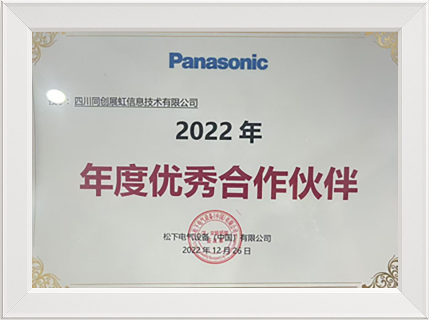 Panasonic
：四川同创展虹信息技术有限公司
2022 年
年度优秀合作伙伴
松下电气设备（中国）有限公司
2022 年 12 月 26 日